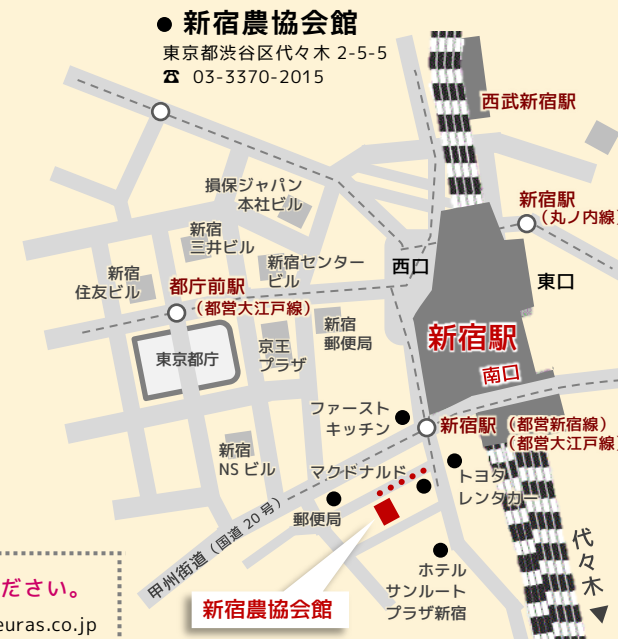 ● 新宿農協会館
東京都渋谷区代々木 2-5-5
☎ 03-3370-2015
西武新宿駅
損保ジャパン
本社ビル
新宿駅
（丸ノ内線）
新宿
三井ビル
新宿センター
ビル
西口
東口
新宿
住友ビル
都庁前駅
（都営大江戸線）
新宿
郵便局
新宿駅
京王
プラザ
東京都庁
南口
ファースト
キッチン
新宿駅（都営新宿線）
（都営大江戸線）
新宿
NSビル
マクドナルド
トヨタ
レンタカー
郵便局
甲州街道（国道20号）
代々木
ホテル
サンルート
プラザ新宿
新宿農協会館
ださい。
euras.co.jp